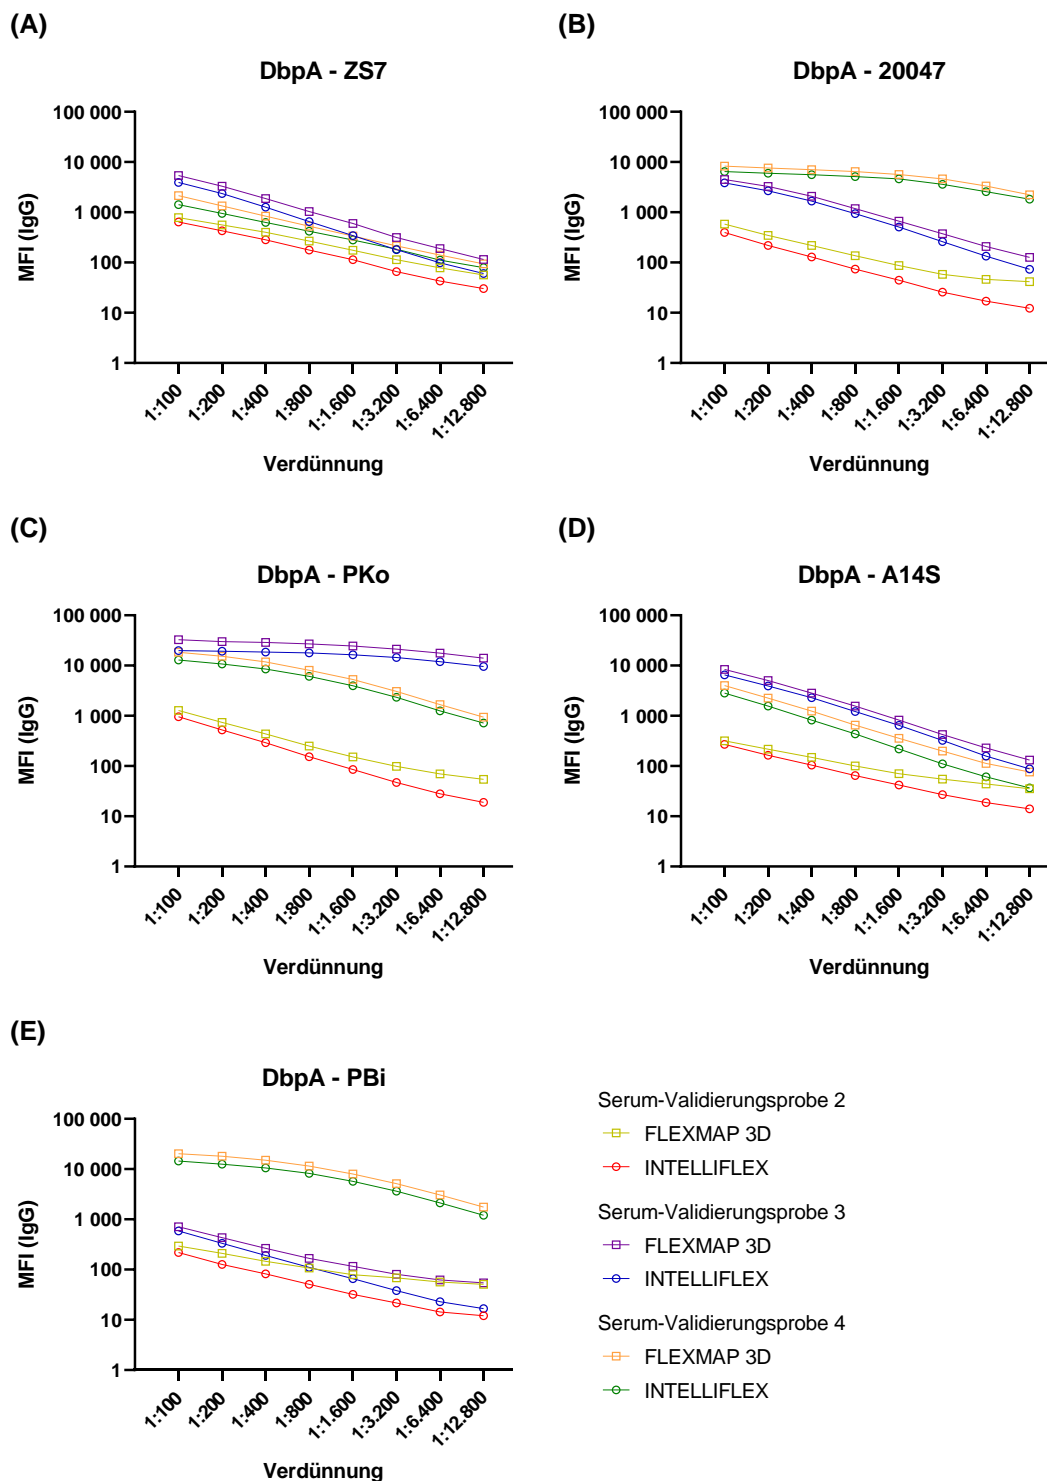 (A)
DbpA - ZS7
100 000
10 000
1 000
100
10
1
MFI (IgG)
1:100
1:200
1:400
1:800
1:1.600
1:3.200
1:6.400
1:12.800
Verdünnung
(B)
DbpA - 20047
100 000
10 000
1 000
100
10
1
MFI (IgG)
1:100
1:200
1:400
1:800
1:1.600
1:3.200
1:6.400
1:12.800
Verdünnung
(C)
DbpA - PKo
100 000
10 000
1 000
100
10
1
MFI (IgG)
1:100
1:200
1:400
1:800
1:1.600
1:3.200
1:6.400
1:12.800
Verdünnung
(D)
DbpA - A14S
100 000
10 000
1 000
100
10
1
MFI (IgG)
1:100
1:200
1:400
1:800
1:1.600
1:3.200
1:6.400
1:12.800
Verdünnung
(E)
DbpA - PBi
100 000
10 000
1 000
100
10
1
MFI (IgG)
1:100
1:200
1:400
1:800
1:1.600
1:3.200
1:6.400
1:12.800
Verdünnung
Serum-Validierungsprobe 2
FLEXMAP 3D
INTELLIFLEX
Serum-Validierungsprobe 3
FLEXMAP 3D
INTELLIFLEX
Serum-Validierungsprobe 4
FLEXMAP 3D
INTELLIFLEX